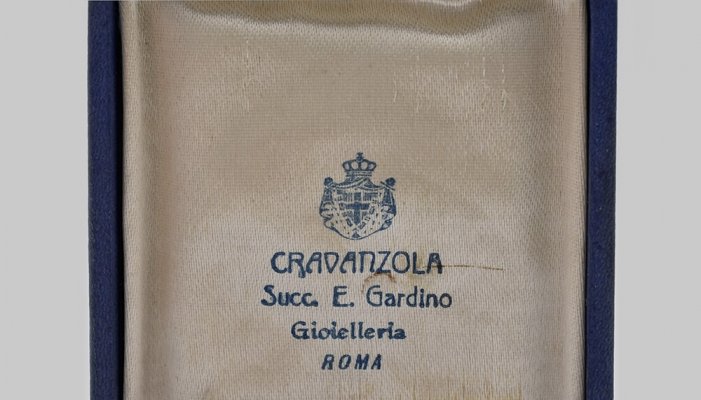 CRAVANZOLA
Succ. E. Gardino
Gioielleria
ROMA